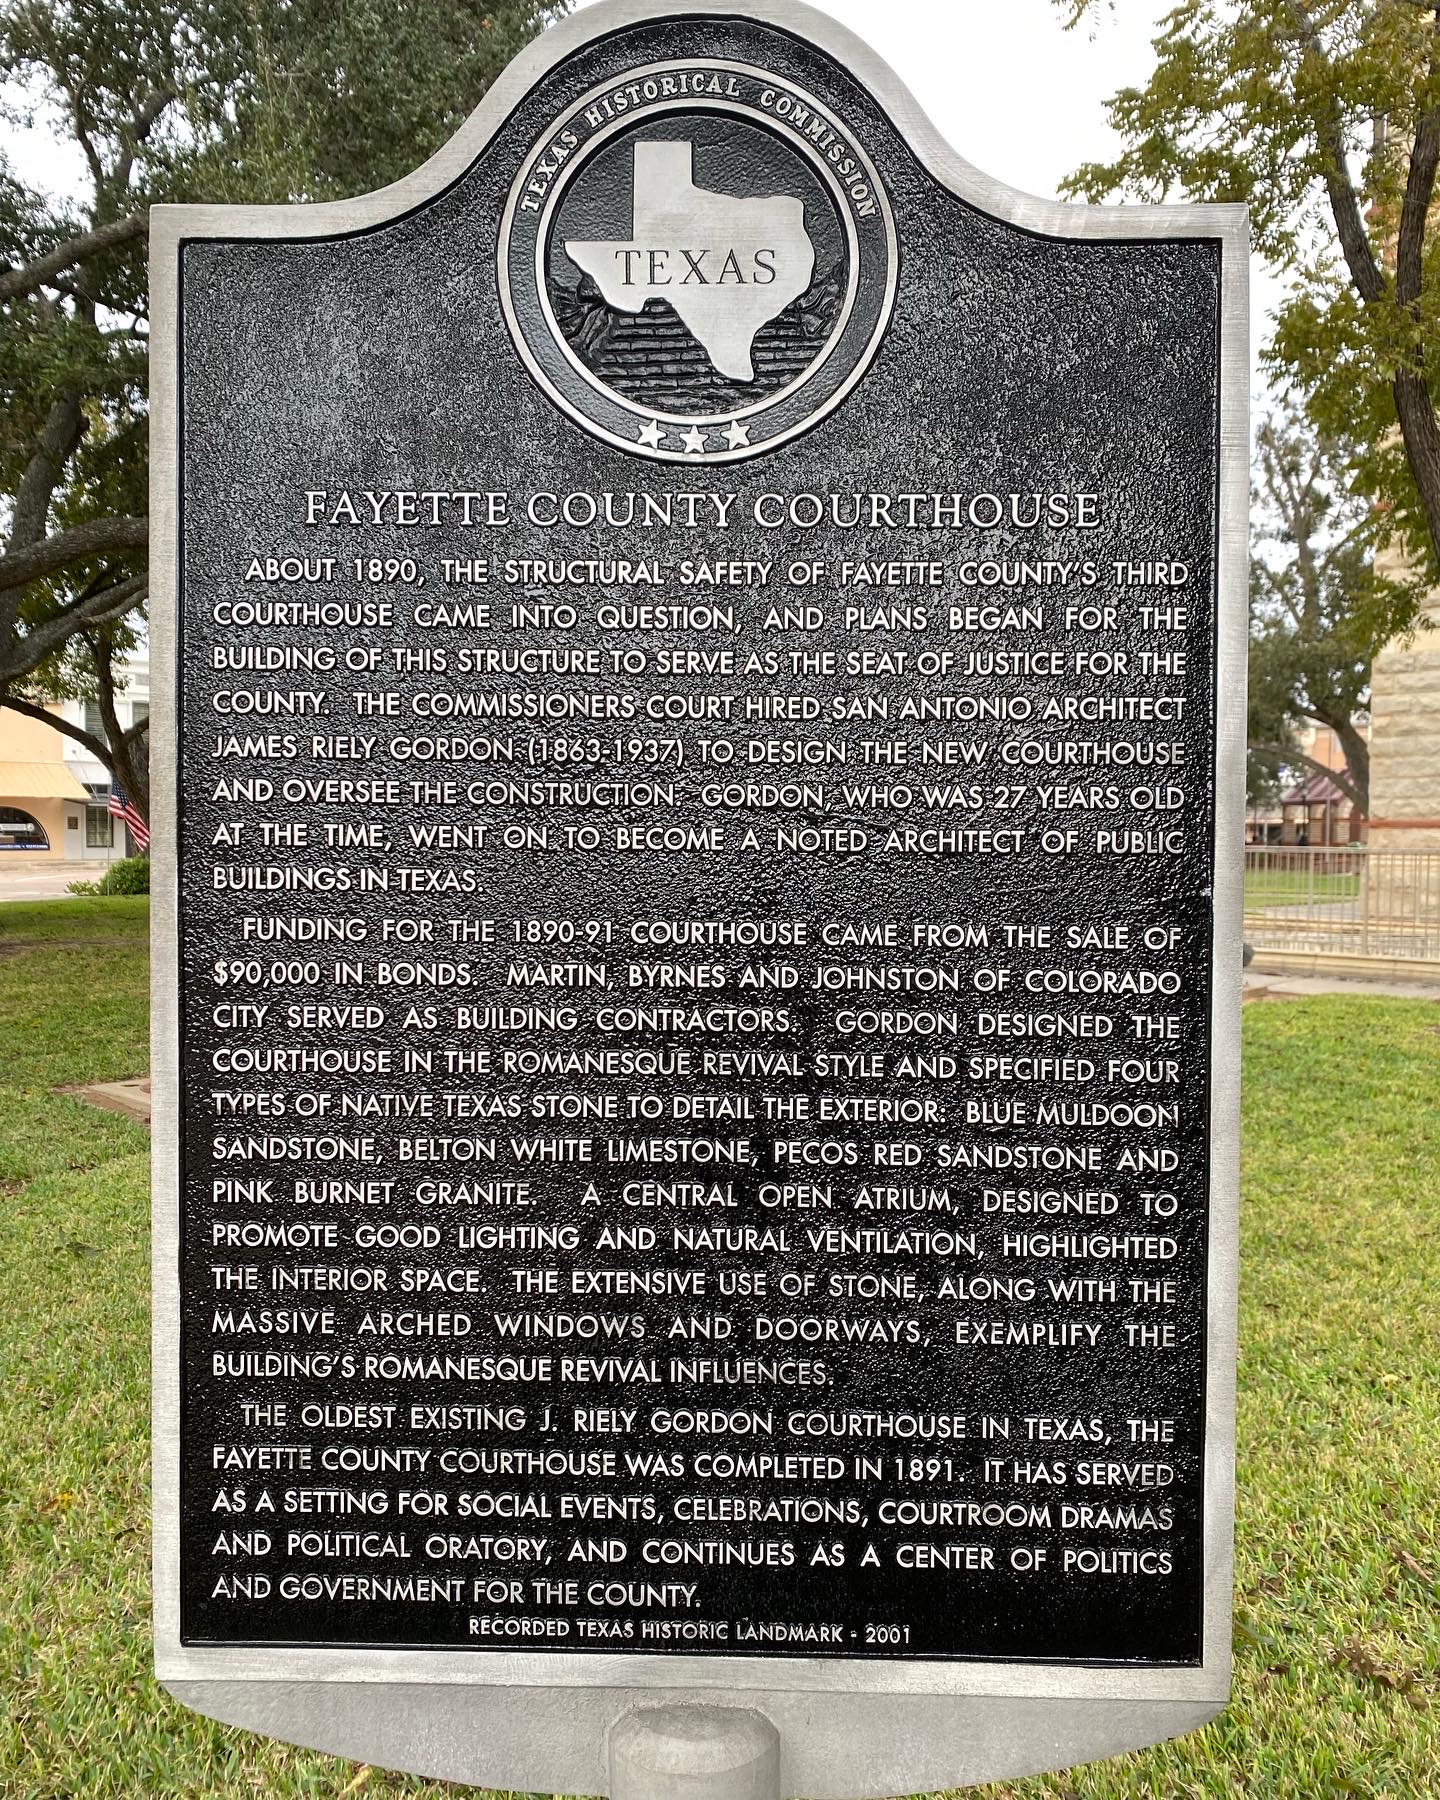 TEXAS HISTORICAL COMMISSION
TEXAS
FAYETTE COUNTY COURTHOUSE
ABOUT 1890, THE STRUCTURAL SAFETY OF FAYETTE COUNTY'S THIRD
COURTHOUSE CAME INTO QUESTION, AND PLANS BEGAN FOR THE
BUILDING OF THIS STRUCTURE TO SERVE AS THE SEAT OF JUSTICE FOR THE
COUNTY. THE COMMISSIONERS COURT HIRED SAN ANTONIO ARCHITECT
JAMES RIELY GORDON (1863-1937) TO DESIGN THE NEW COURTHOUSE
AND OVERSEE THE CONSTRUCTION. GORDON, WHO WAS 27 YEARS OLD
AT THE TIME, WENT ON TO BECOME A NOTED ARCHITECT OF PUBLIC
BUILDINGS IN TEXAS.
FUNDING FOR THE 1890-91 COURTHOUSE CAME FROM THE SALE OF
$90,000 IN BONDS. MARTIN, BYRNES AND JOHNSTON OF COLORADO
CITY SERVED AS BUILDING CONTRACTORS. GORDON DESIGNED THE
COURTHOUSE IN THE ROMANESQUE REVIVAL STYLE AND SPECIFIED FOUR
TYPES OF NATIVE TEXAS STONE TO DETAIL THE EXTERIOR: BLUE MULDOON
SANDSTONE, BELTON WHITE LIMESTONE, PECOS RED SANDSTONE AND
PINK BURNET GRANITE. A CENTRAL OPEN ATRIUM, DESIGNED TO
PROMOTE GOOD LIGHTING AND NATURAL VENTILATION, HIGHLIGHTED
THE INTERIOR SPACE. THE EXTENSIVE USE OF STONE, ALONG WITH THE
MASSIVE ARCHED WINDOWS AND DOORWAYS, EXEMPLIFY THE
BUILDING'S ROMANESQUE REVIVAL INFLUENCES.
THE OLDEST EXISTING J. RIELY GORDON COURTHOUSE IN TEXAS, THE
FAYETTE COUNTY COURTHOUSE WAS COMPLETED IN 1891. IT HAS SERVED
AS A SETTING FOR SOCIAL EVENTS, CELEBRATIONS, COURTROOM DRAMAS
AND POLITICAL ORATORY, AND CONTINUES AS A CENTER OF POLITICS
AND GOVERNMENT FOR THE COUNTY.
RECORDED TEXAS HISTORIC LANDMARK - 2001